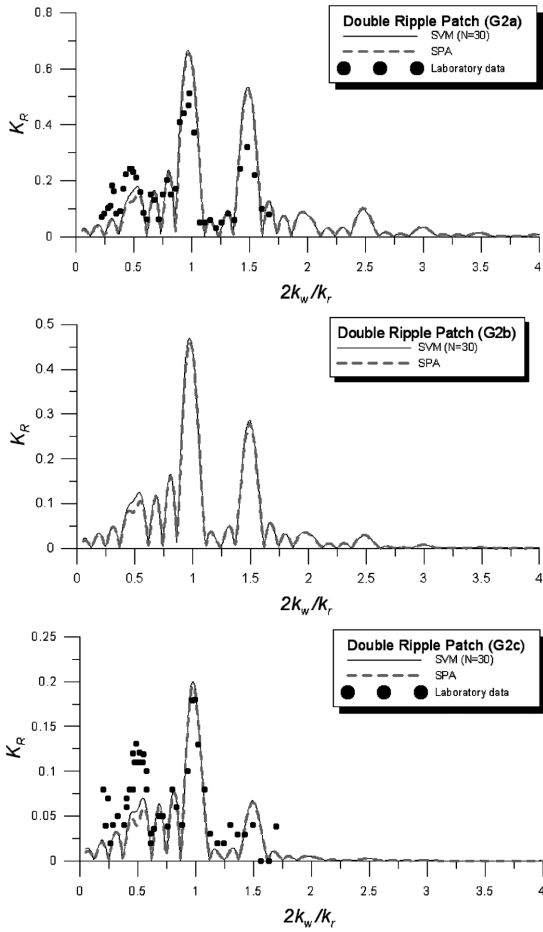 Double Ripple Patch (G2a)
SVM (N=30)
SPA
Laboratory data
0.8
0.6
0.4
0.2
0
K_R
0 0.5 1 1.5 2 2.5 3 3.5 4
2k_w/k_r
Double Ripple Patch (G2b)
SVM (N=30)
SPA
0.5
0.4
0.3
0.2
0.1
0
K_R
0 0.5 1 1.5 2 2.5 3 3.5 4
2k_w/k_r
Double Ripple Patch (G2c)
SVM (N=30)
SPA
Laboratory data
0.25
0.2
0.15
0.1
0.05
0
K_R
0 0.5 1 1.5 2 2.5 3 3.5 4
2k_w/k_r